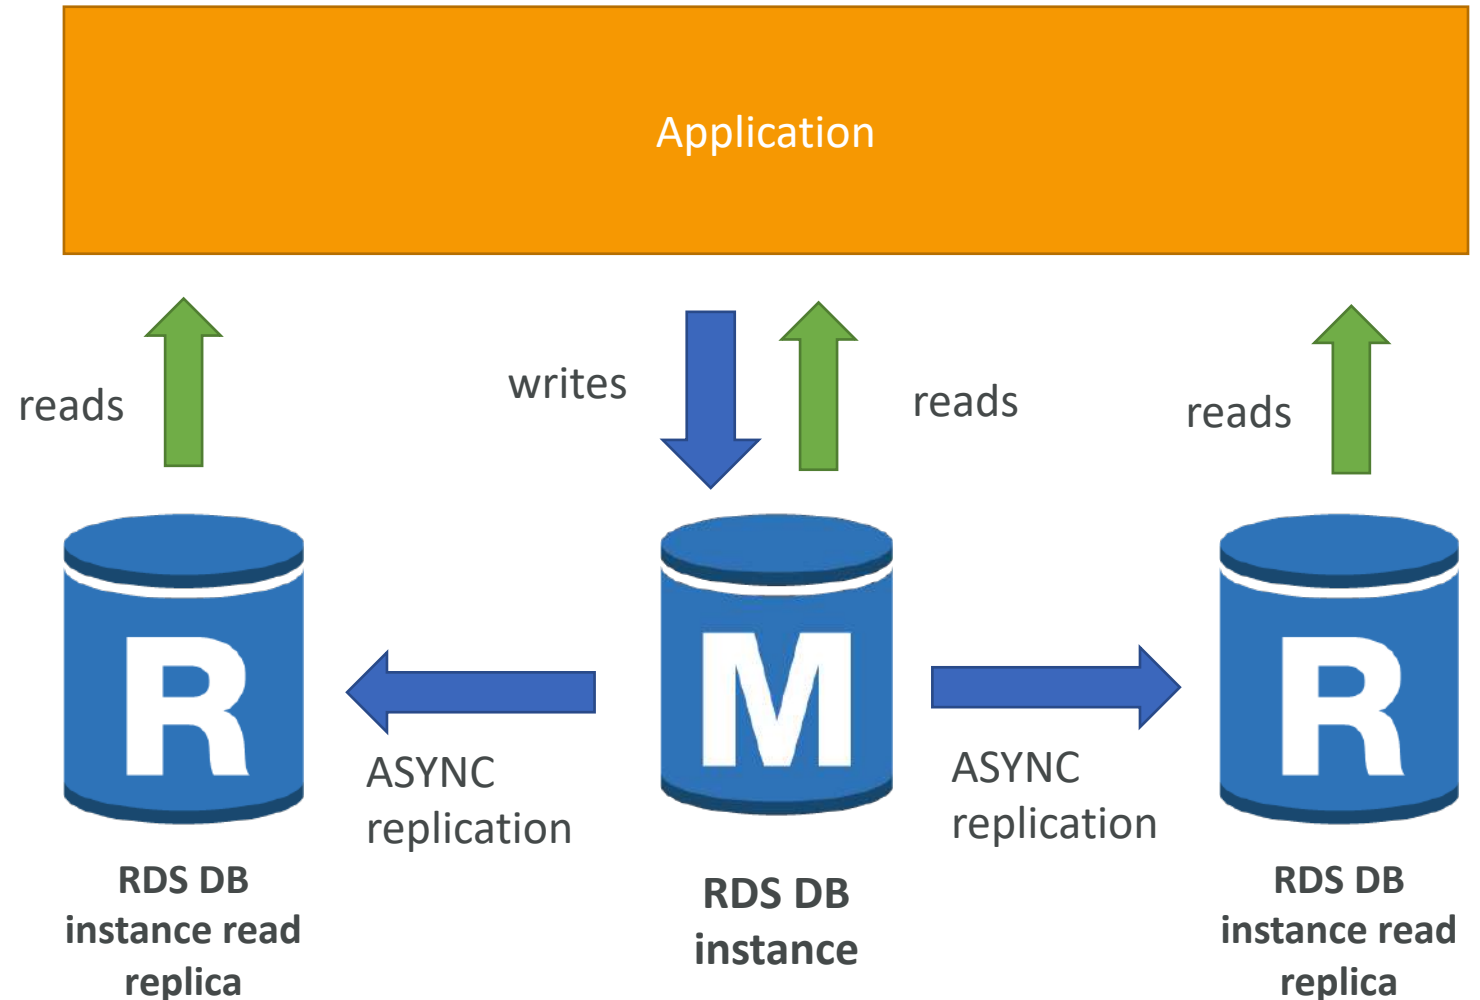 Application
reads
writes
reads
reads
R
M
R
ASYNC
replication
ASYNC
replication
RDS DB
instance read
replica
RDS DB
instance
RDS DB
instance read
replica